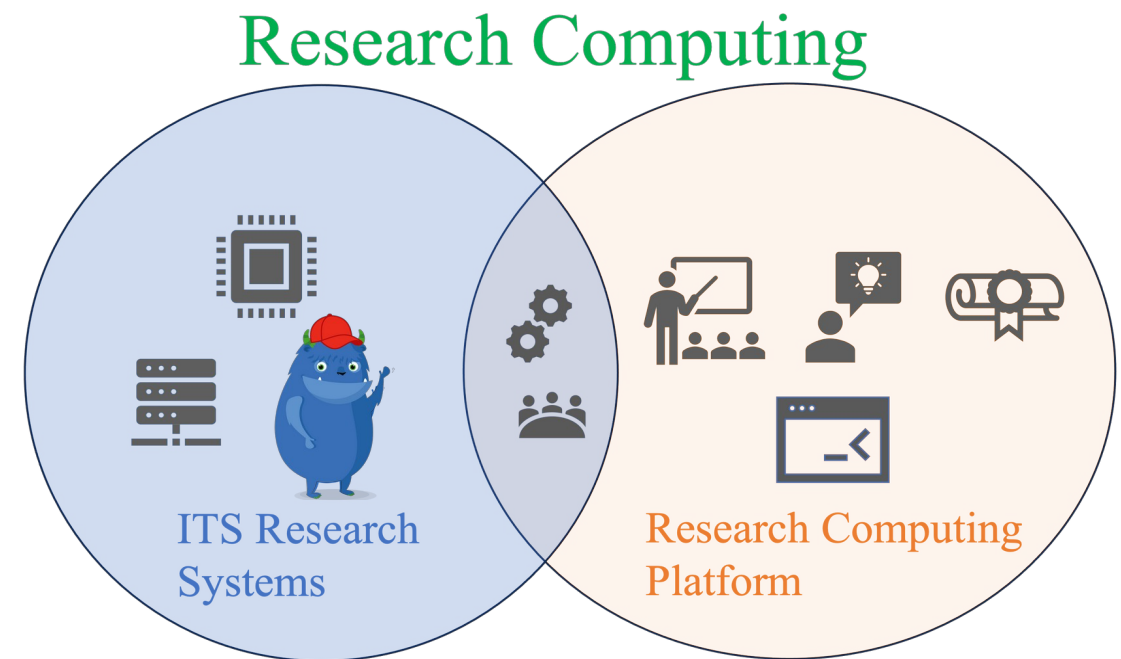 Research Computing
ITS Research
Systems
Research Computing
Platform